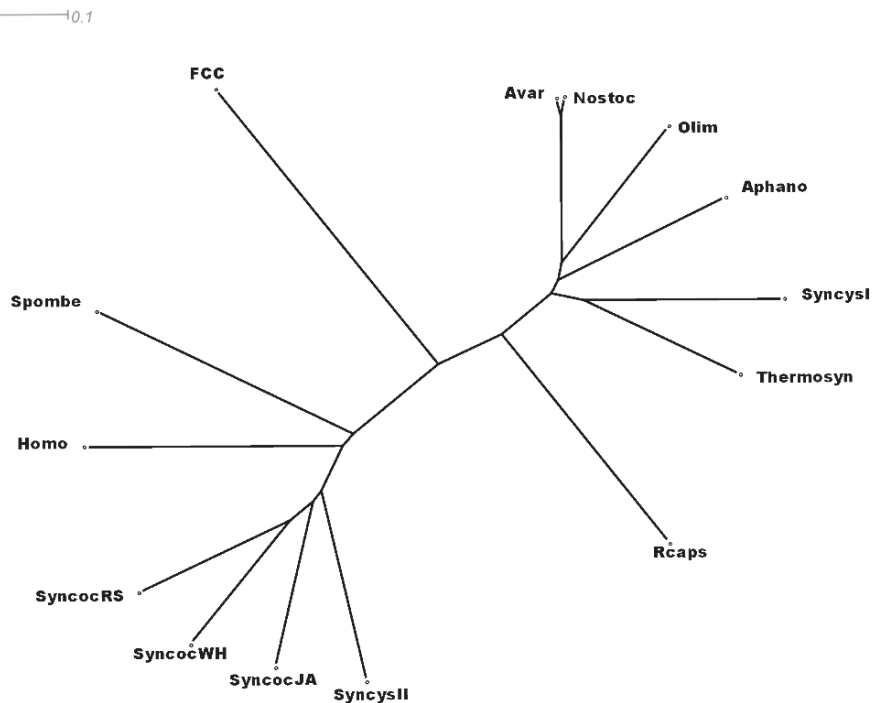 0.1
FCC
Avar
Nostoc
Olim
Aphano
SyncysI
Spombe
Thermosyn
Homo
Rcaps
SyncocRS
SyncocWH
SyncocJA
SyncysII